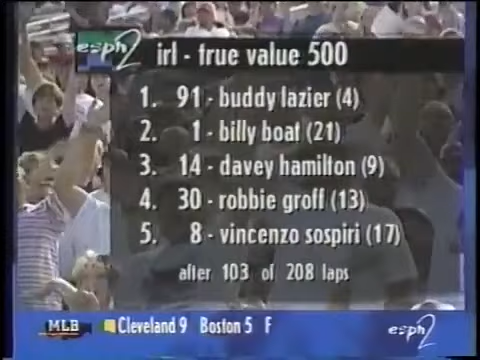 espn2 irl - true value 500
1. 91 - buddy lazier (4)
2. 1 - billy boat (21)
3. 14 - davey hamilton (9)
4. 30 - robbie groff (13)
5. 8 - vincenzo sospiri (17)
after 103 of 208 laps
MLB Cleveland 9 Boston 5 F espn2